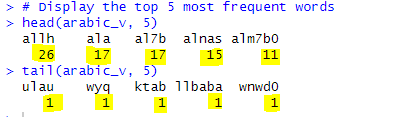 > # Display the top 5 most frequent words
> head(arabic_v, 5)
allh ala al7b alnas alm7b0
26 17 17 15 11
> tail(arabic_v, 5)
ulau wyq ktab llbaba wnwd0
1 1 1 1 1